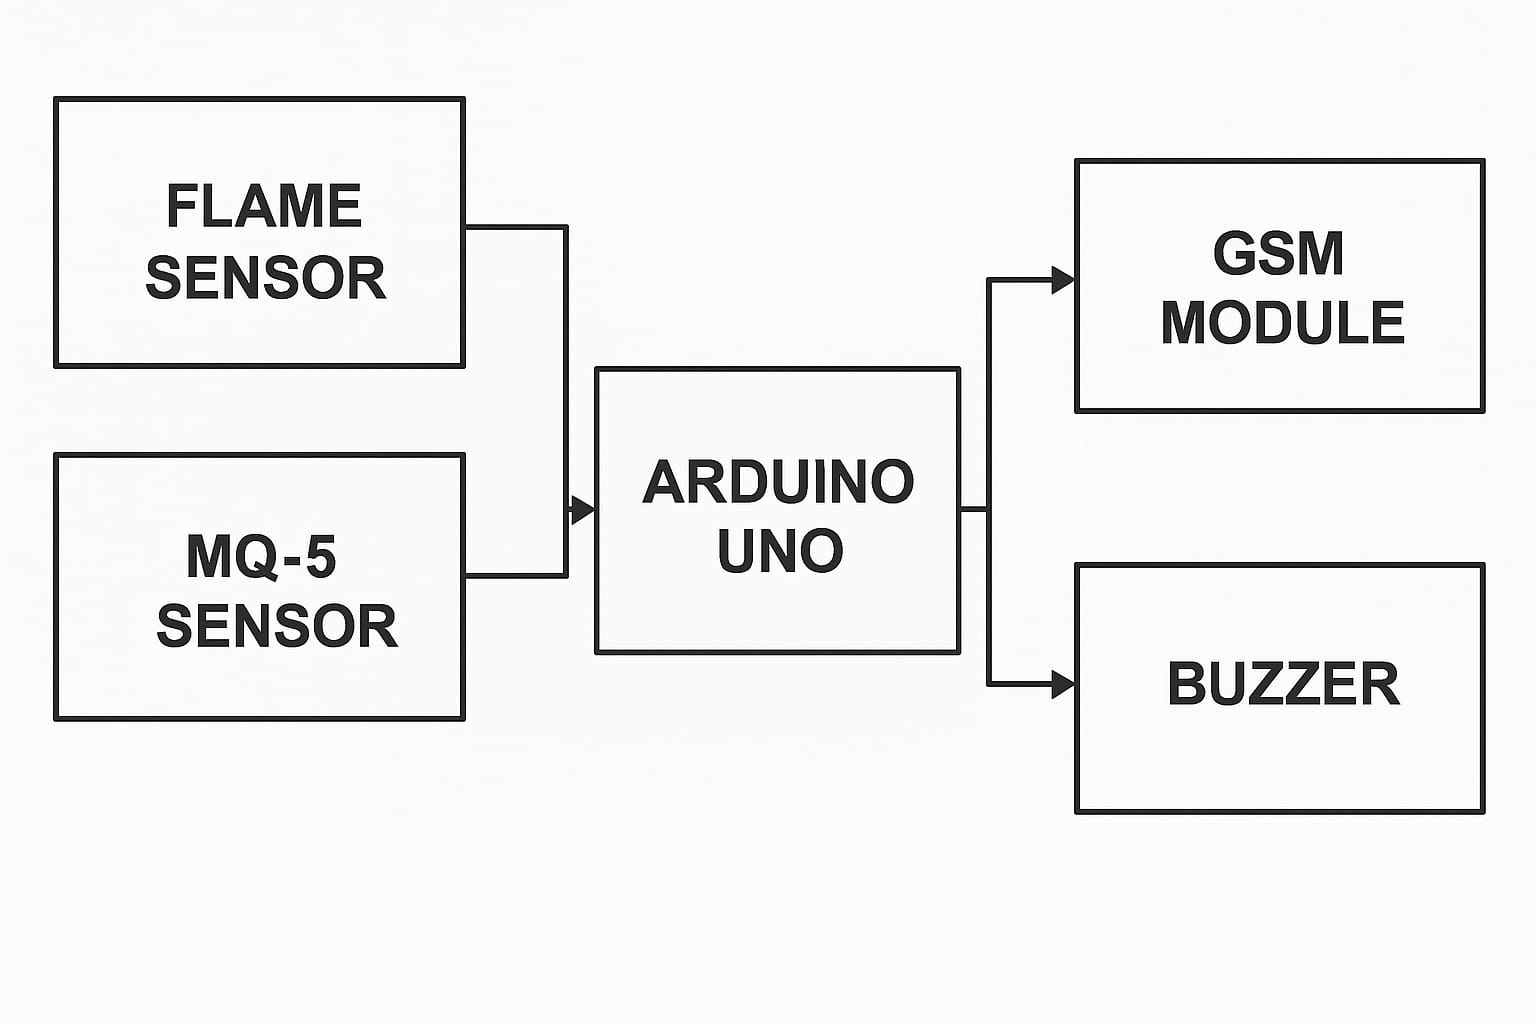 FLAME
SENSOR
MQ-5
SENSOR
ARDUINO
UNO
GSM
MODULE
BUZZER